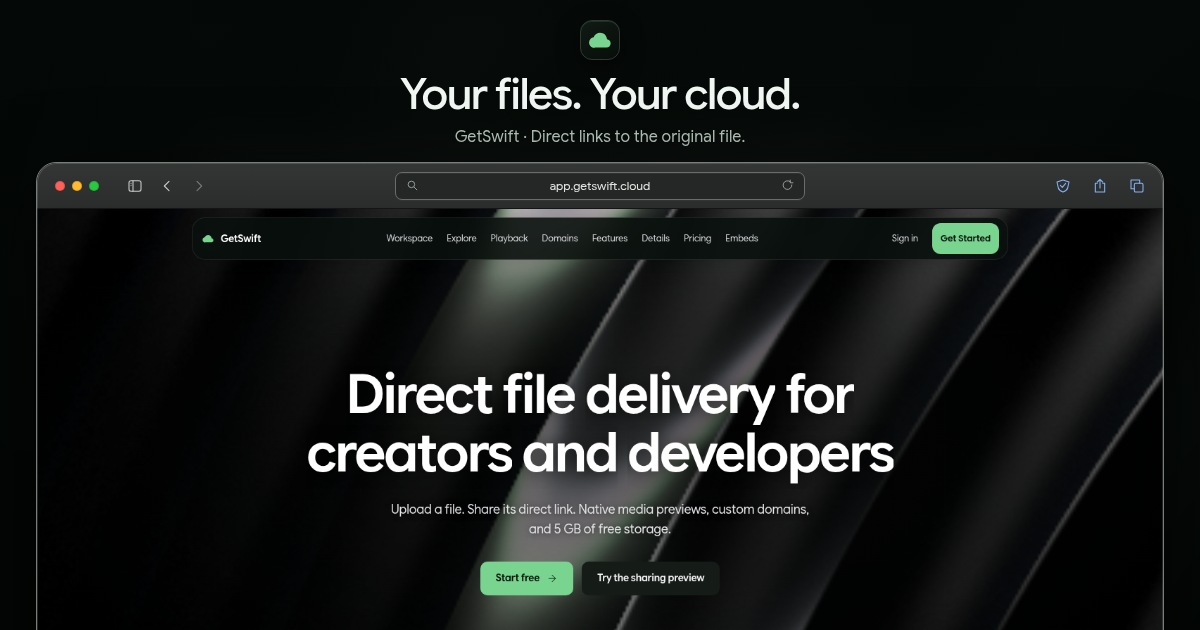 Your files. Your cloud.
GetSwift · Direct links to the original file.
app.getswift.cloud
GetSwift
Workspace
Explore
Playback
Domains
Features
Details
Pricing
Embeds
Sign in
Get Started
Direct file delivery for
creators and developers
Upload a file. Share its direct link. Native media previews, custom domains,
and 5 GB of free storage.
Start free →
Try the sharing preview